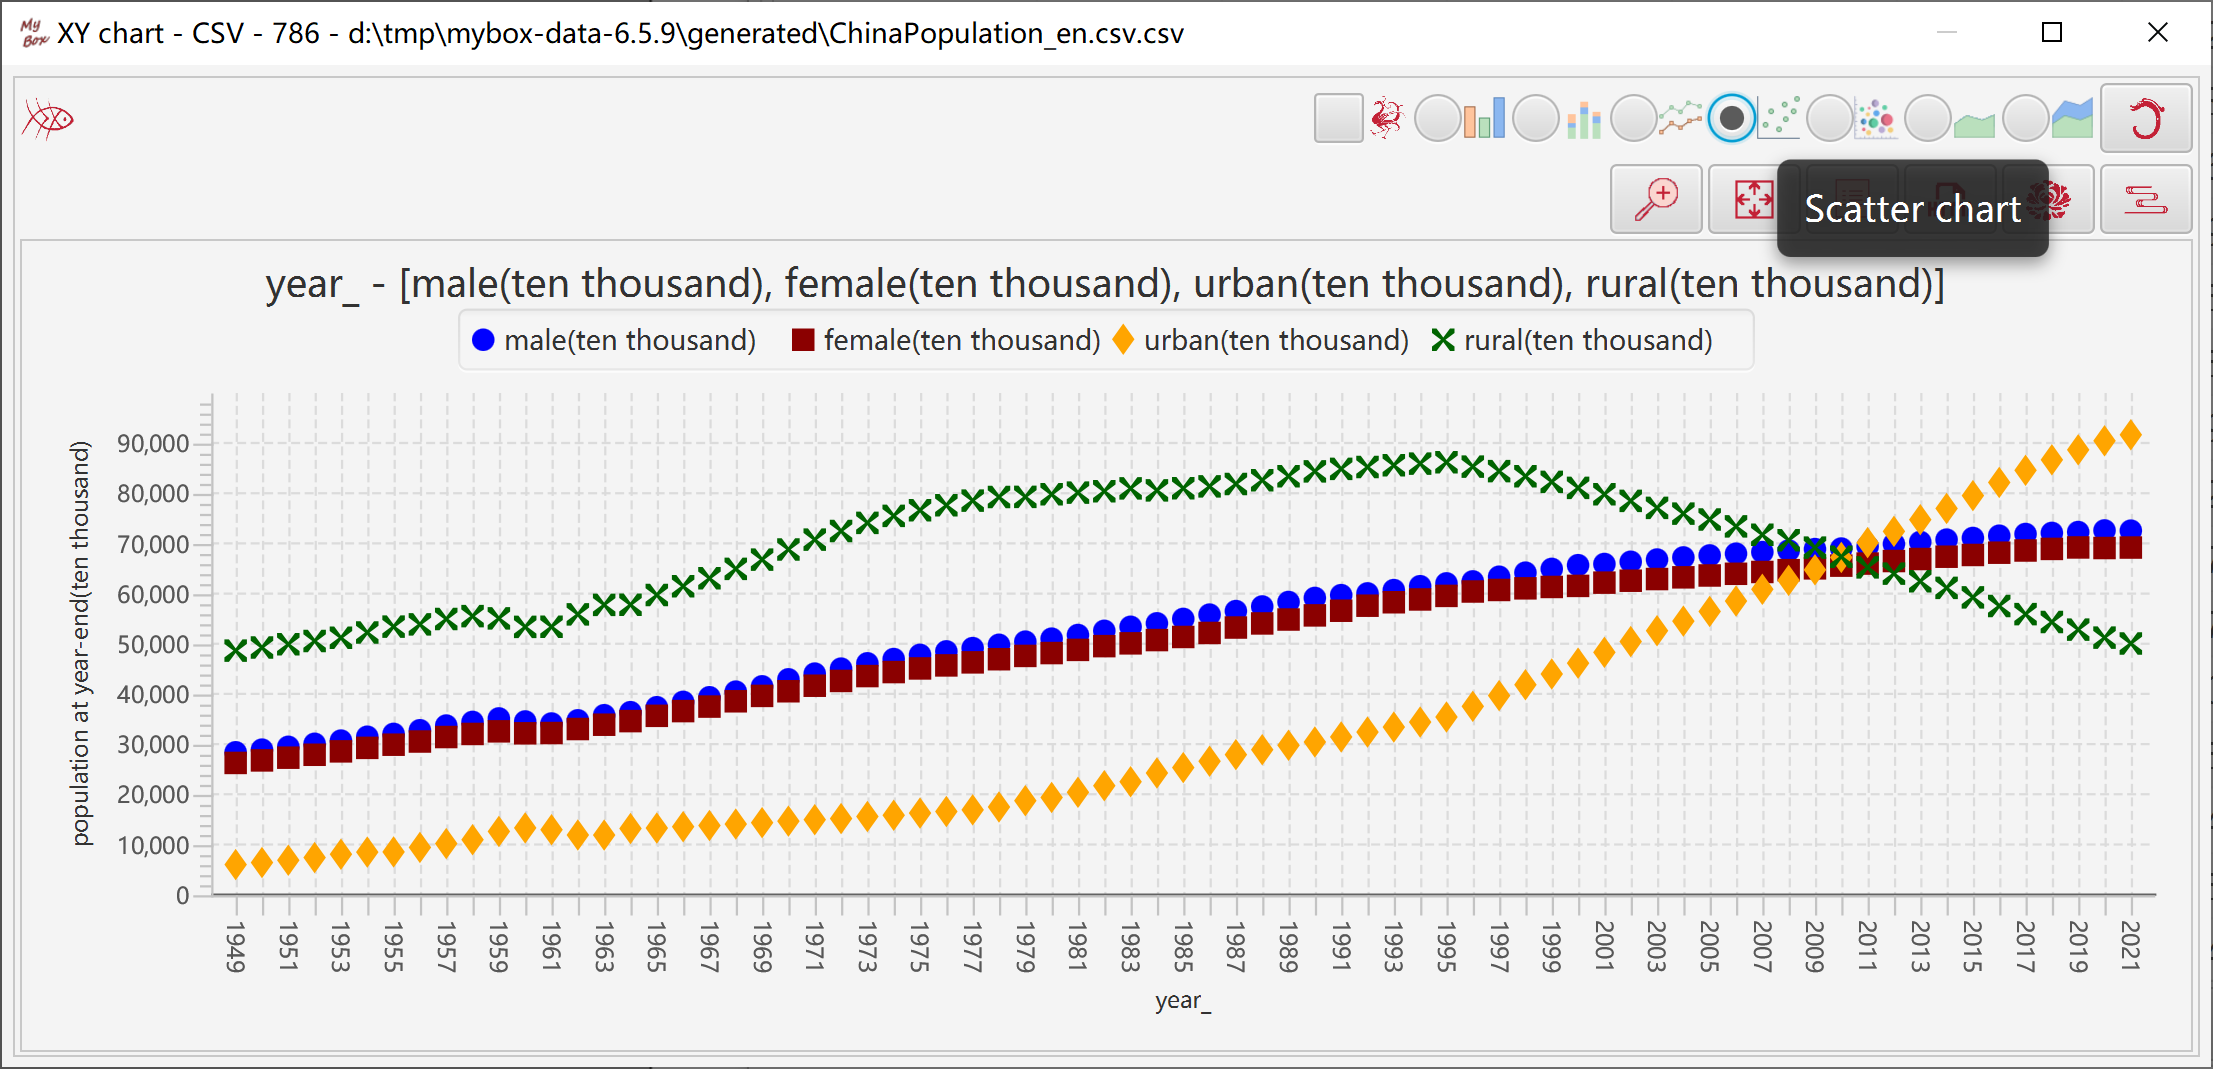 My Box XY chart - CSV - 786 - d:\tmp\mybox-data-6.5.9\generated\ChinaPopulation_en.csv.csv
Scatter chart
year_ - [male(ten thousand), female(ten thousand), urban(ten thousand), rural(ten thousand)]
male(ten thousand) female(ten thousand) urban(ten thousand) rural(ten thousand)
population at year-end(ten thousand)
90,000
80,000
70,000
60,000
50,000
40,000
30,000
20,000
10,000
0
1949 1951 1953 1955 1957 1959 1961 1963 1965 1967 1969 1971 1973 1975 1977 1979 1981 1983 1985 1987 1989 1991 1993 1995 1997 1999 2001 2003 2005 2007 2009 2011 2013 2015 2017 2019 2021
year_